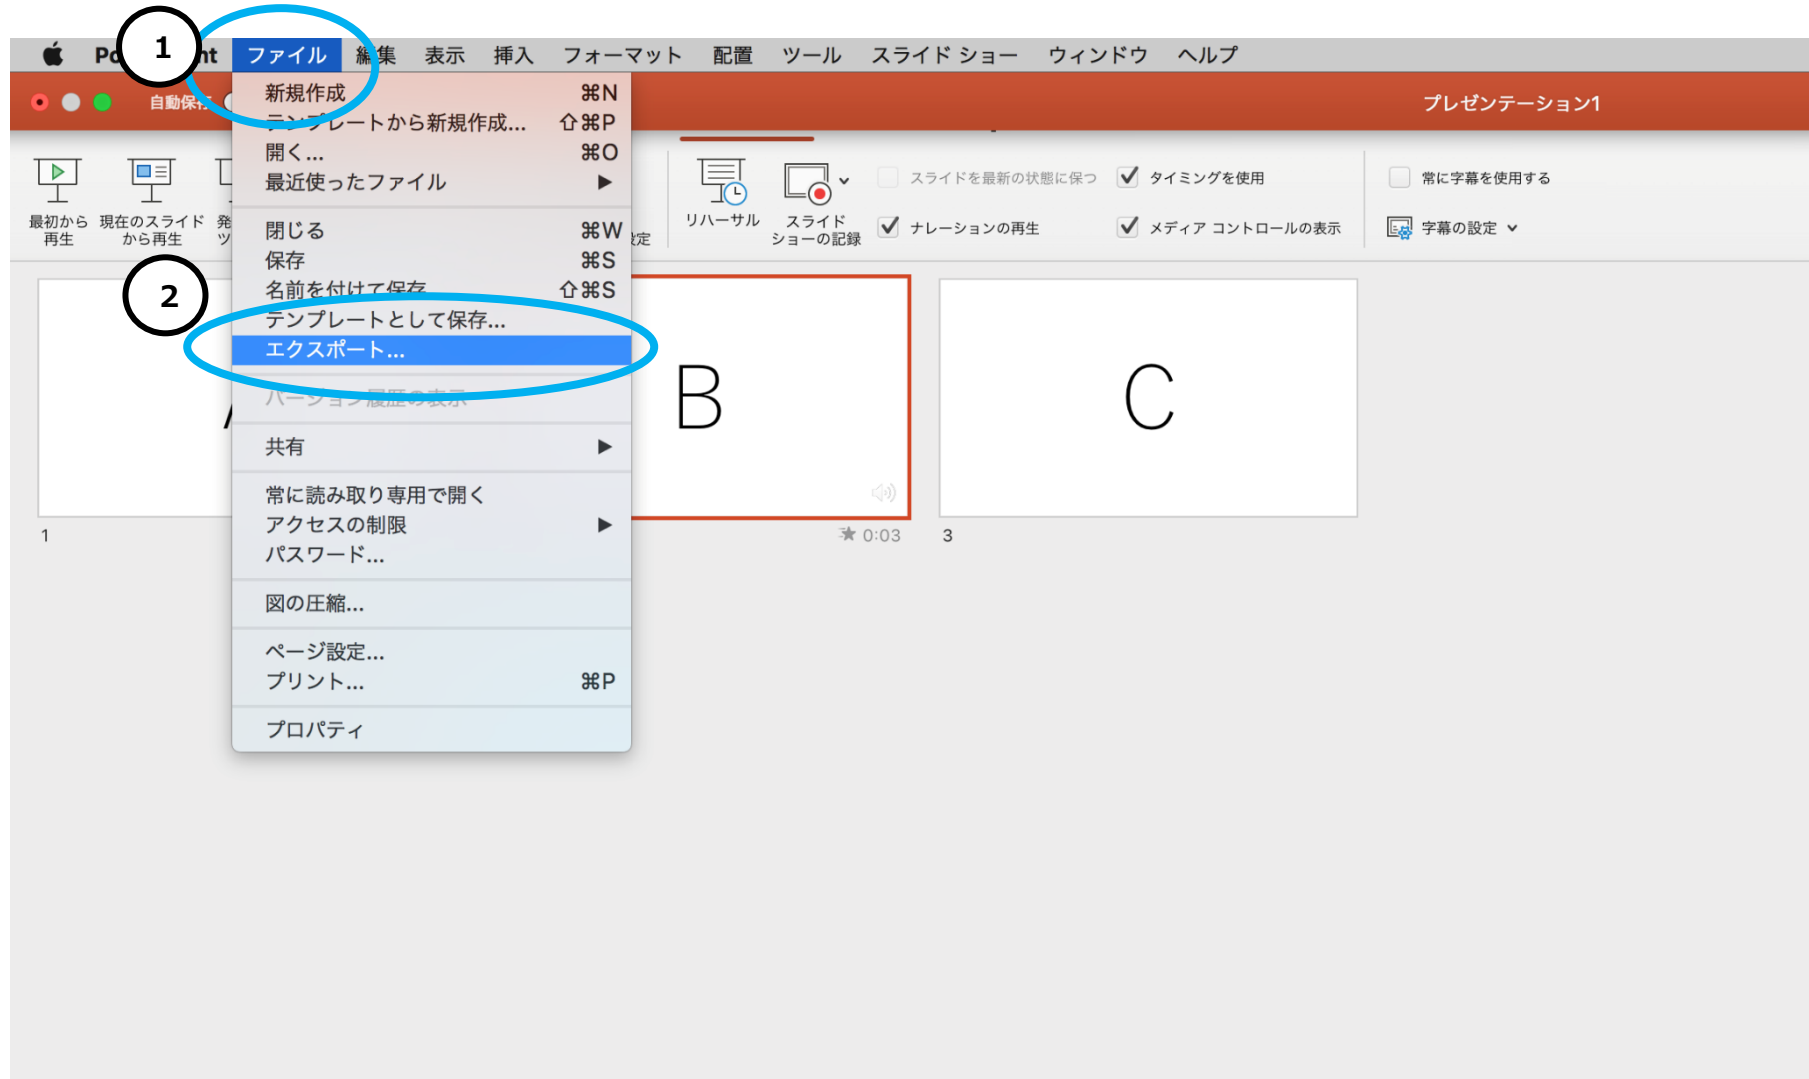 1
ファイル 編集 表示 挿入 フォーマット 配置 ツール スライド ショー ウィンドウ ヘルプ
自動保存
プレゼンテーション1
新規作成 ⌘N
テンプレートから新規作成... ⇧⌘P
開く... ⌘O
最近使ったファイル ▶
閉じる ⌘W
保存 ⌘S
名前を付けて保存 ⇧⌘S
テンプレートとして保存...
エクスポート...
バージョン履歴の表示
共有 ▶
常に読み取り専用で開く
アクセスの制限 ▶
パスワード...
図の圧縮...
ページ設定...
プリント... ⌘P
プロパティ
2
最初から
再生
現在のスライド
から再生
リハーサル
スライド
ショーの記録
スライドを最新の状態に保つ
タイミングを使用
ナレーションの再生
メディア コントロールの表示
常に字幕を使用する
字幕の設定
B
C
1
0:03
3